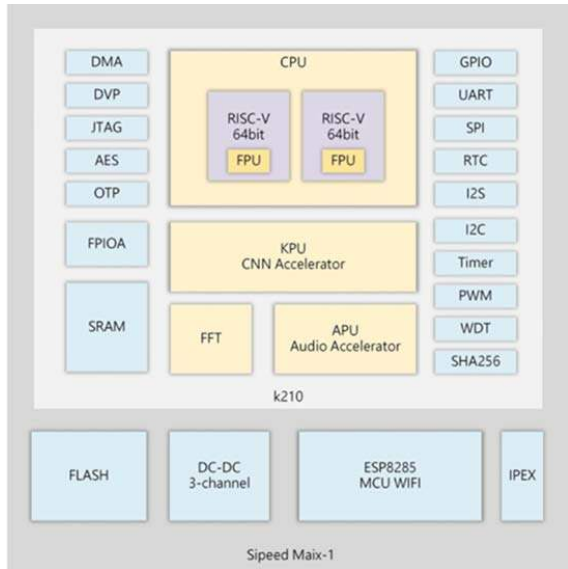 DMA
DVP
JTAG
AES
OTP
FPIOA
SRAM
CPU
RISC-V
64bit
FPU
RISC-V
64bit
FPU
KPU
CNN Accelerator
FFT
APU
Audio Accelerator
GPIO
UART
SPI
RTC
I2S
I2C
Timer
PWM
WDT
SHA256
k210
FLASH
DC-DC
3-channel
ESP8285
MCU WIFI
IPEX
Sipeed Maix-1